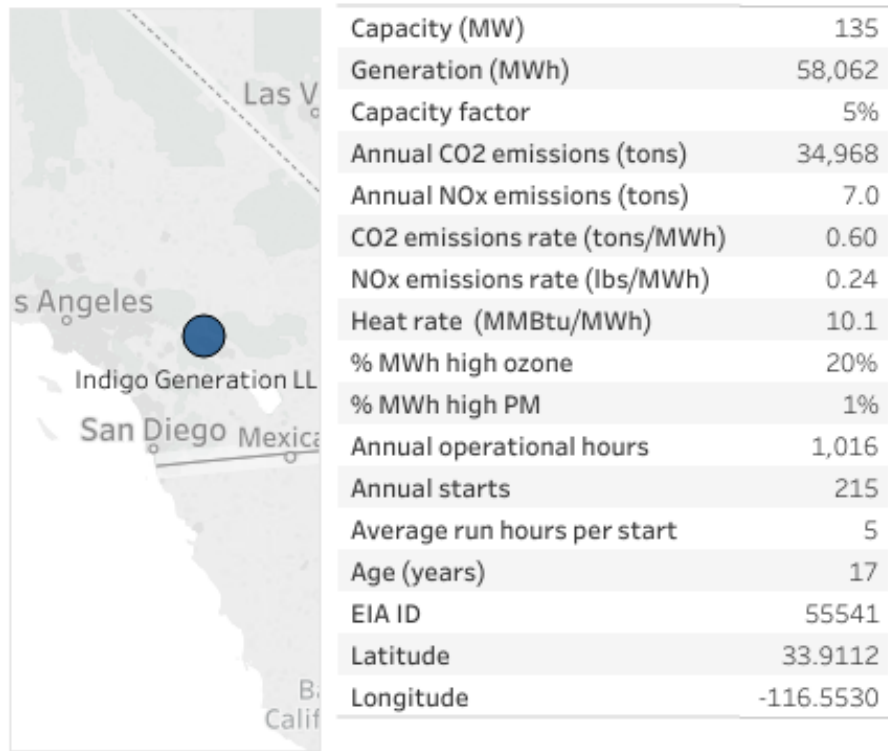 Las V
s Angeles
Indigo Generation LL
San Diego
Mexica
Ba
Calif
Capacity (MW) 135
Generation (MWh) 58,062
Capacity factor 5%
Annual CO2 emissions (tons) 34,968
Annual NOx emissions (tons) 7.0
CO2 emissions rate (tons/MWh) 0.60
NOx emissions rate (lbs/MWh) 0.24
Heat rate (MMBtu/MWh) 10.1
% MWh high ozone 20%
% MWh high PM 1%
Annual operational hours 1,016
Annual starts 215
Average run hours per start 5
Age (years) 17
EIA ID 55541
Latitude 33.9112
Longitude -116.5530